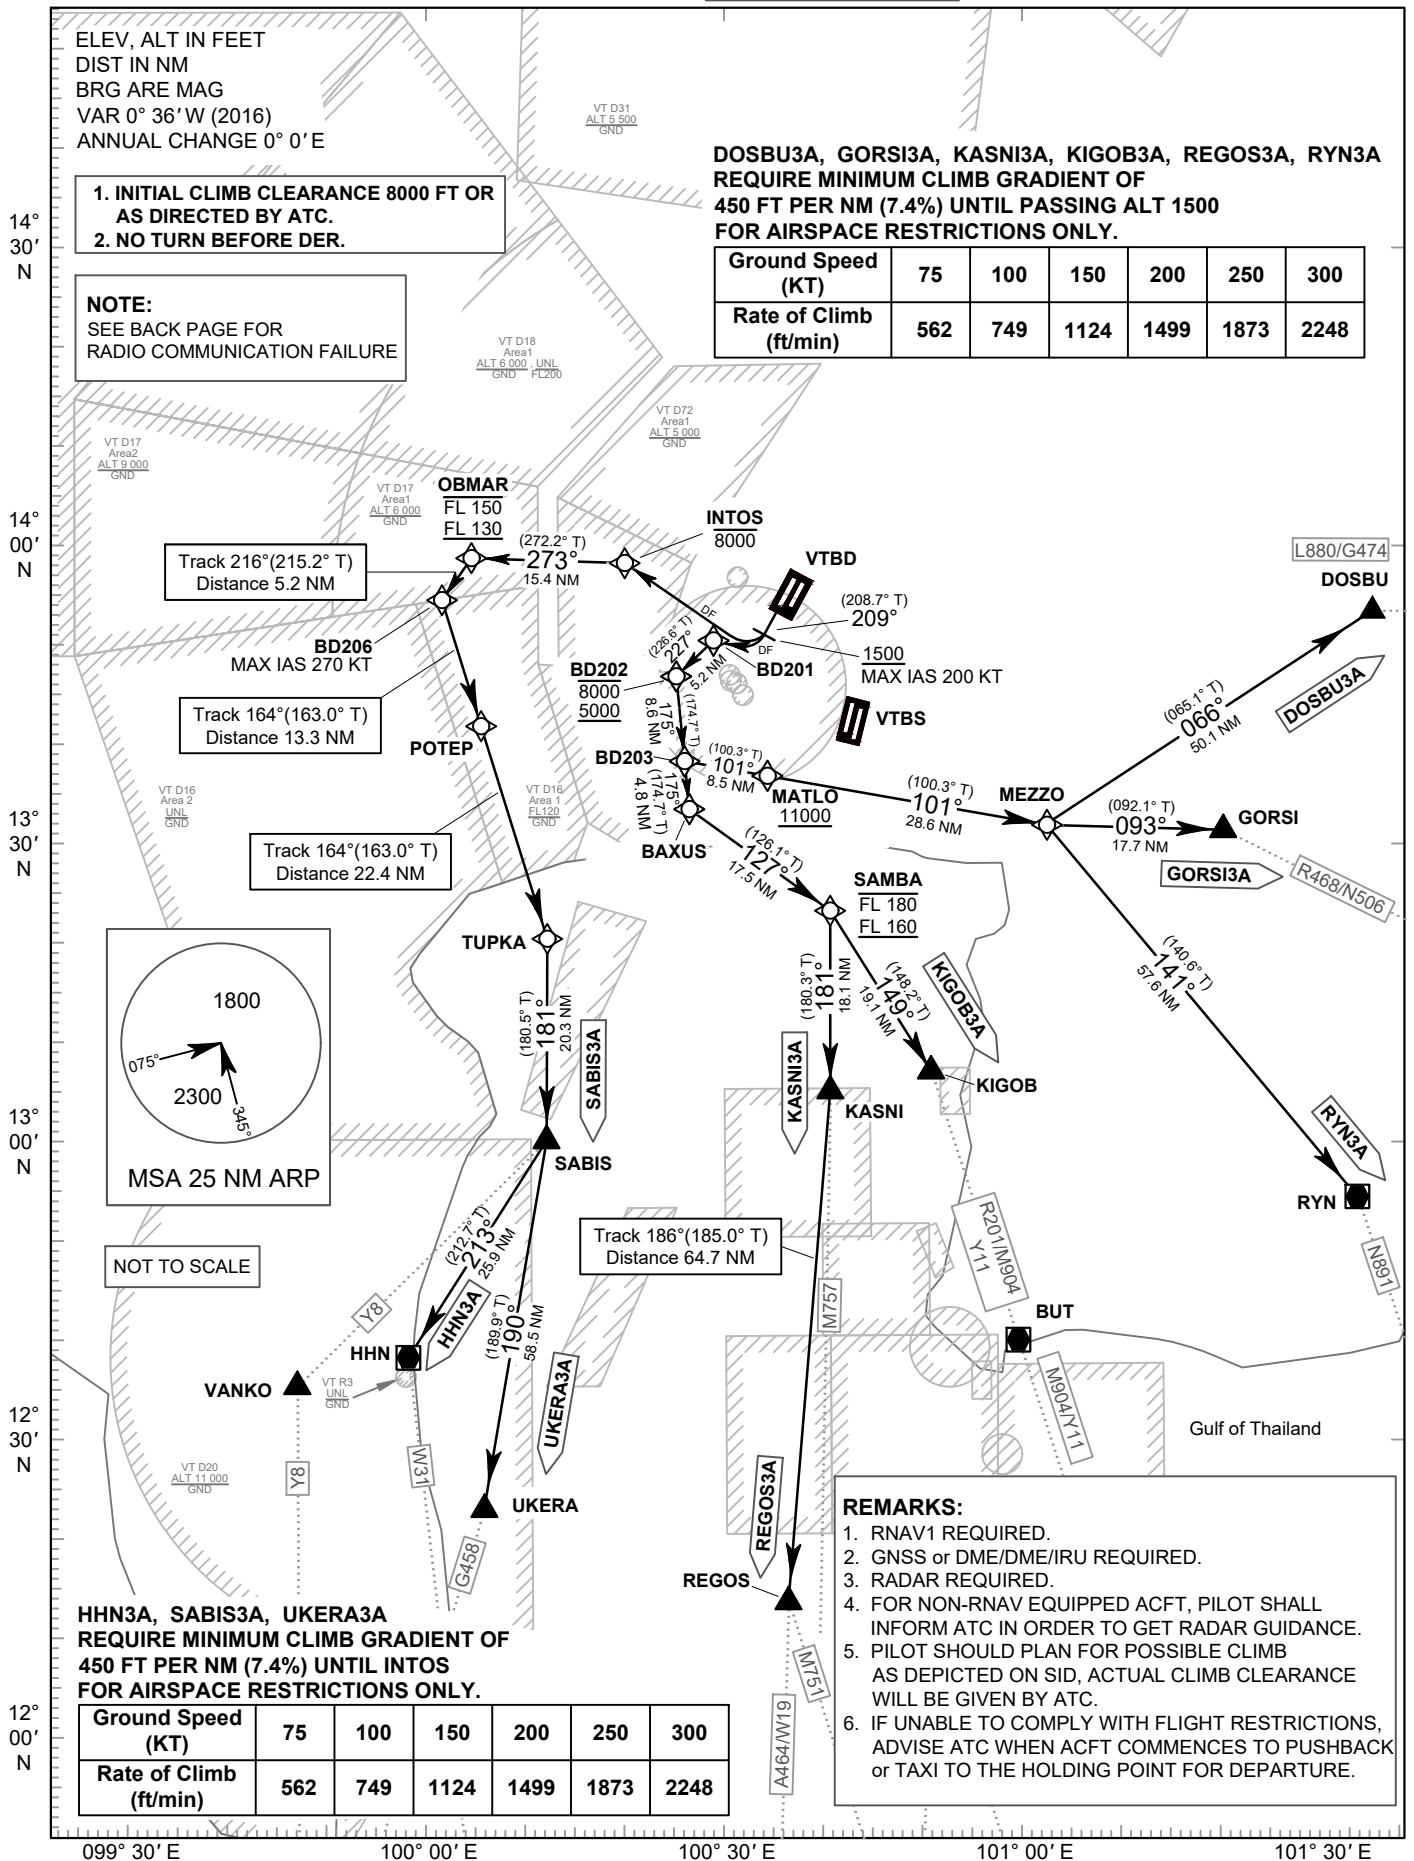 ELEV, ALT IN FEET
DIST IN NM
BRG ARE MAG
VAR 0° 36′ W (2016)
ANNUAL CHANGE 0° 0′ E
1. INITIAL CLIMB CLEARANCE 8000 FT OR
AS DIRECTED BY ATC.
2. NO TURN BEFORE DER.
NOTE:
SEE BACK PAGE FOR
RADIO COMMUNICATION FAILURE
VT D31
ALT 5 500
GND
DOSBU3A, GORSI3A, KASNI3A, KIGOB3A, REGOS3A, RYN3A
REQUIRE MINIMUM CLIMB GRADIENT OF
450 FT PER NM (7.4%) UNTIL PASSING ALT 1500
FOR AIRSPACE RESTRICTIONS ONLY.
Ground Speed (KT) 75 100 150 200 250 300
Rate of Climb (ft/min) 562 749 1124 1499 1873 2248
14°
30′
N
VT D18
Area1
ALT 6 000 , UNL
GND FL200
VT D72
Area1
ALT 5 000
GND
VT D17
Area2
ALT 9 000
GND
VT D17
Area1
ALT 6 000
GND
OBMAR
FL 150
FL 130
INTOS
8000
VTBD
14°
00′
N
(272.2° T)
273°
15.4 NM
Track 216°(215.2° T)
Distance 5.2 NM
L880/G474
DOSBU
DF
DF
(208.7° T)
209°
1500
MAX IAS 200 KT
BD206
MAX IAS 270 KT
(226.6° T)
227°
5.2 NM
BD201
BD202
8000
5000
DOSBU3A
(065.1° T)
066°
50.1 NM
VTBS
Track 164°(163.0° T)
Distance 13.3 NM
POTEP
(174.7° T)
175°
8.6 NM
BD203
(100.3° T)
101°
8.5 NM
MATLO
11000
(100.3° T)
101°
28.6 NM
MEZZO
(092.1° T)
093°
17.7 NM
GORSI
GORSI3A
R468/N506
VT D16
Area 2
UNL
GND
VT D16
Area 1
FL120
GND
175°
(174.7° T)
4.8 NM
BAXUS
13°
30′
N
Track 164°(163.0° T)
Distance 22.4 NM
(126.1° T)
127°
17.5 NM
SAMBA
FL 180
FL 160
TUPKA
(180.5° T)
181°
20.3 NM
SABIS3A
(180.3° T)
181°
18.1 NM
(148.2° T)
149°
19.1 NM
KIGOB3A
(140.6° T)
141°
57.6 NM
1800
075°
2300
345°
MSA 25 NM ARP
KASNI3A
KASNI
KIGOB
13°
00′
N
SABIS
RYN3A
RYN
N891
NOT TO SCALE
(212.7° T)
213°
25.9 NM
HHN3A
Track 186°(185.0° T)
Distance 64.7 NM
R201/M904
Y11
M757
BUT
Y8
(189.9° T)
190°
58.5 NM
HHN
VT R3
UNL
GND
VANKO
UKERA3A
M904/Y11
12°
30′
N
Gulf of Thailand
VT D20
ALT 11 000
GND
Y8
W31
UKERA
G458
REGOS3A
REGOS
M751
A464/W19
HHN3A, SABIS3A, UKERA3A
REQUIRE MINIMUM CLIMB GRADIENT OF
450 FT PER NM (7.4%) UNTIL INTOS
FOR AIRSPACE RESTRICTIONS ONLY.
Ground Speed (KT) 75 100 150 200 250 300
Rate of Climb (ft/min) 562 749 1124 1499 1873 2248
REMARKS:
1. RNAV1 REQUIRED.
2. GNSS or DME/DME/IRU REQUIRED.
3. RADAR REQUIRED.
4. FOR NON-RNAV EQUIPPED ACFT, PILOT SHALL
INFORM ATC IN ORDER TO GET RADAR GUIDANCE.
5. PILOT SHOULD PLAN FOR POSSIBLE CLIMB
AS DEPICTED ON SID, ACTUAL CLIMB CLEARANCE
WILL BE GIVEN BY ATC.
6. IF UNABLE TO COMPLY WITH FLIGHT RESTRICTIONS,
ADVISE ATC WHEN ACFT COMMENCES TO PUSHBACK
or TAXI TO THE HOLDING POINT FOR DEPARTURE.
12°
00′
N
099° 30′ E
100° 00′ E
100° 30′ E
101° 00′ E
101° 30′ E